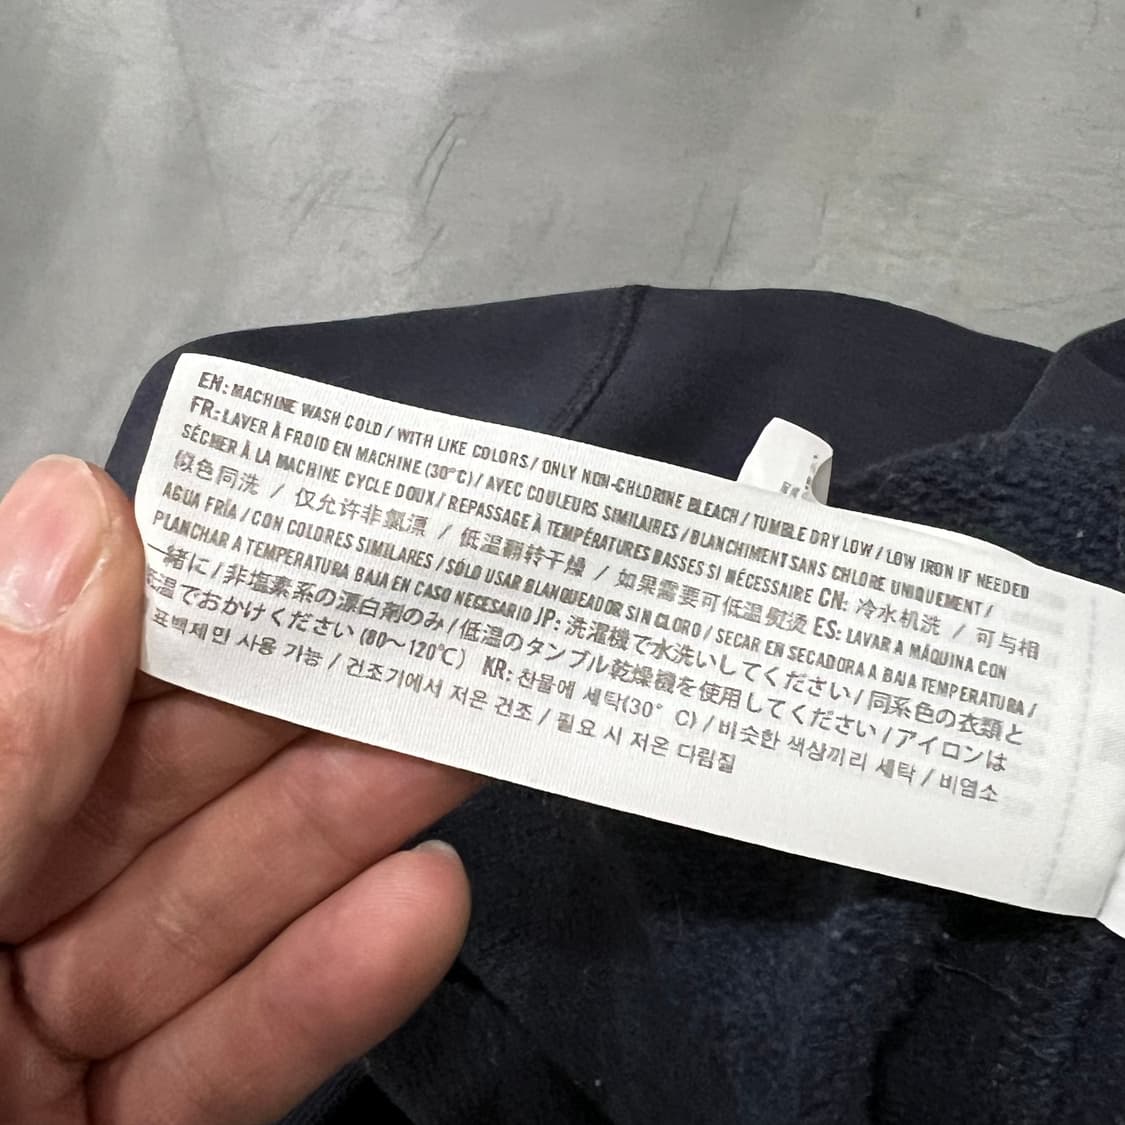 EN: MACHINE WASH COLD / WITH LIKE COLORS / ONLY NON-CHLORINE BLEACH / TUMBLE DRY LOW / LOW IRON IF NEEDED
FR: LAVER À FROID EN MACHINE (30°C) / AVEC COULEURS SIMILAIRES / BLANCHIMENT SANS CHLORE UNIQUEMENT /
SÉCHER À LA MACHINE CYCLE DOUX / REPASSAGE À TEMPÉRATURES BASSES SI NÉCESSAIRE CN: 冷水机洗 / 可与相
似色同洗 / 仅允许非氯漂 / 低温翻转干燥 / 如果需要可低温熨烫 ES: LAVAR A MÁQUINA CON
AGUA FRÍA / CON COLORES SIMILARES / SÓLO USAR BLANQUEADOR SIN CLORO / SECAR EN SECADORA A BAJA TEMPERATURA /
PLANCHAR A TEMPERATURA BAJA EN CASO NECESARIO JP: 洗濯機で水洗いしてください / 同系色の衣類と
一緒に / 非塩素系の漂白剤のみ / 低温のタンブル乾燥機を使用してください / アイロンは
低温でおかけください (80〜120℃) KR: 찬물에 세탁(30° C) / 비슷한 색상끼리 세탁 / 비염소
표백제만 사용 가능 / 건조기에서 저온 건조 / 필요 시 저온 다림질